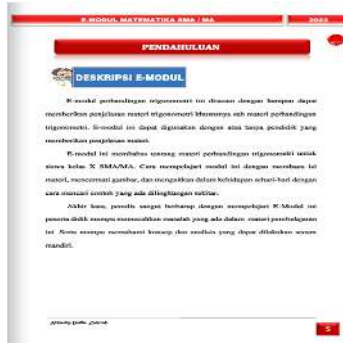 E-MODUL MATEMATIKA SMA / MA 2023
PENDAHULUAN
DESKRIPSI E-MODUL
E-modul perbandingan trigonometri ini disusun dengan harapan dapat
memberikan penjelasan materi trigonometri khususnya sub materi perbandingan
trigonometri. E-modul ini dapat digunakan dengan atau tanpa pendidik yang
memberikan penjelasan materi.
E-modul ini membahas tentang materi perbandingan trigonometri untuk
siswa kelas X SMA/MA. Cara mempelajari modul ini dengan membaca isi
materi, mencermati gambar, dan mengaitkan dalam kehidupan sehari-hari dengan
cara mencari contoh yang ada dilingkungan sekitar.
Akhir kata, penulis sangat berharap dengan mempelajari E-Modul ini
peserta didik mampu memecahkan masalah yang ada dalam materi pembelajaran
ini. Serta mampu memahami konsep dan analisis yang dapat dilakukan secara
mandiri.
5